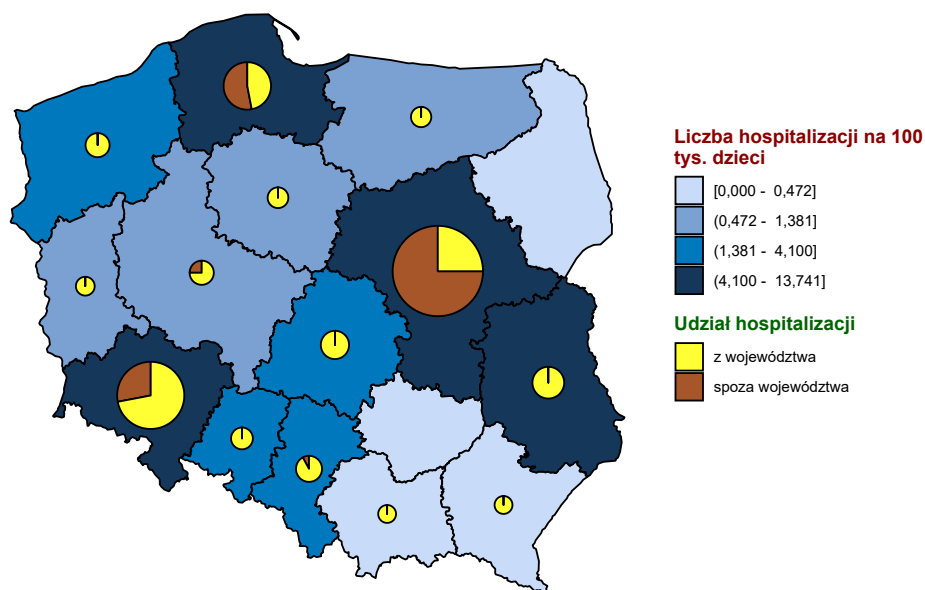 Liczba hospitalizacji na 100
tys. dzieci
[0,000 - 0,472]
(0,472 - 1,381]
(1,381 - 4,100]
(4,100 - 13,741]
Udział hospitalizacji
z województwa
spoza województwa